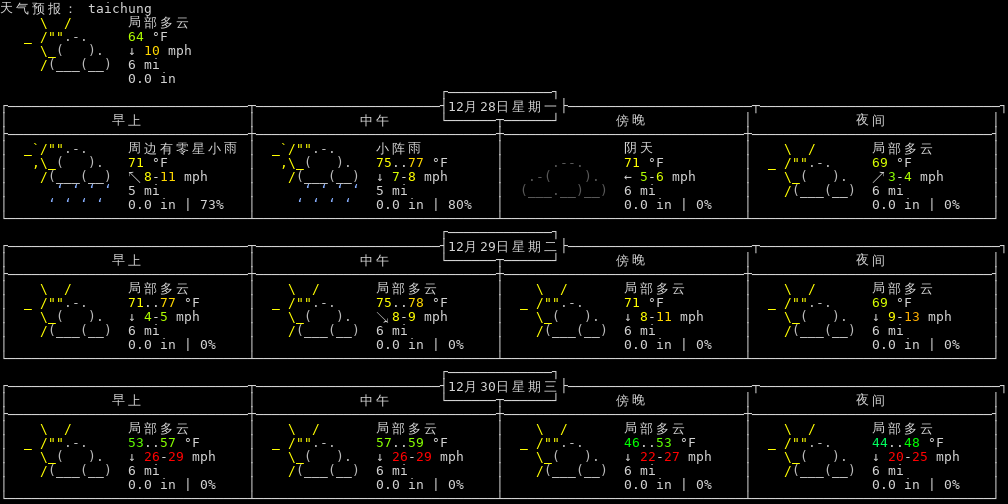 天气预报： taichung
局部多云
64 °F
↓ 10 mph
6 mi
0.0 in
12月28日星期一
早上 中午 傍晚 夜间
周边有零星小雨 小阵雨 阴天 局部多云
71 °F 75..77 °F 71 °F 69 °F
↖ 8-11 mph ↓ 7-8 mph ← 5-6 mph ↗ 3-4 mph
5 mi 5 mi 6 mi 6 mi
0.0 in | 73% 0.0 in | 80% 0.0 in | 0% 0.0 in | 0%
12月29日星期二
早上 中午 傍晚 夜间
局部多云 局部多云 局部多云 局部多云
71..77 °F 75..78 °F 71 °F 69 °F
↓ 4-5 mph ↘ 8-9 mph ↓ 8-11 mph ↓ 9-13 mph
6 mi 6 mi 6 mi 6 mi
0.0 in | 0% 0.0 in | 0% 0.0 in | 0% 0.0 in | 0%
12月30日星期三
早上 中午 傍晚 夜间
局部多云 局部多云 局部多云 局部多云
53..57 °F 57..59 °F 46..53 °F 44..48 °F
↓ 26-29 mph ↓ 26-29 mph ↓ 22-27 mph ↓ 20-25 mph
6 mi 6 mi 6 mi 6 mi
0.0 in | 0% 0.0 in | 0% 0.0 in | 0% 0.0 in | 0%